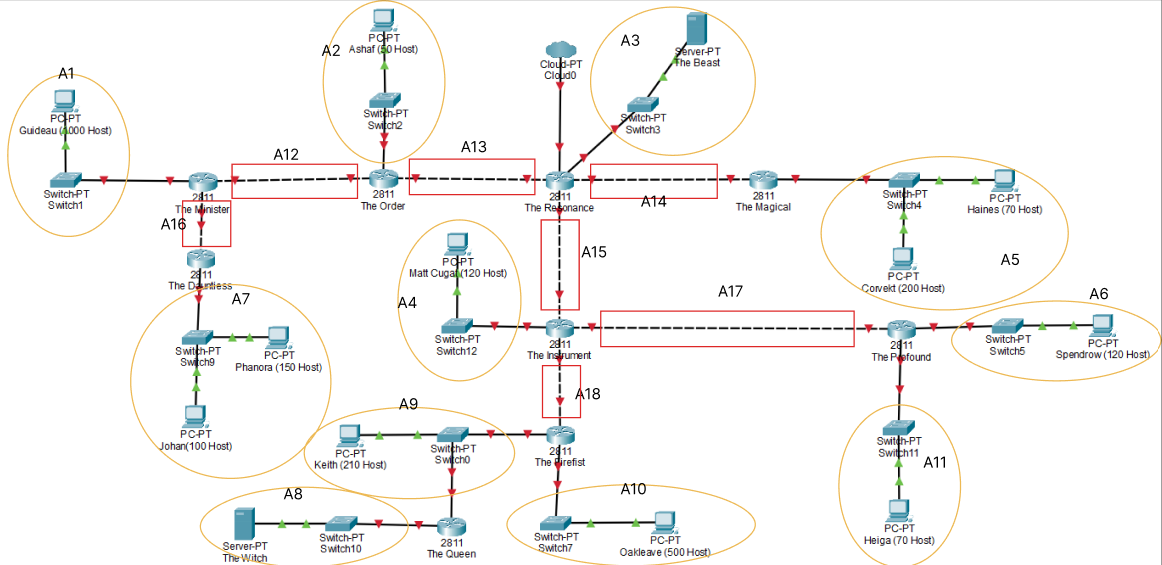 A1
PC-PT
Guideau (1000 Host)
Switch-PT
Switch1
A2
PC-PT
Ashaf (50 Host)
Switch-PT
Switch2
A3
Server-PT
The Beast
Switch-PT
Switch3
Cloud-PT
Cloud0
A12
A13
A14
2811
The Minister
2811
The Order
2811
The Resonance
2811
The Magical
Switch-PT
Switch4
PC-PT
Haines (70 Host)
PC-PT
Corvekt (200 Host)
A5
A16
2811
The Dauntless
A15
PC-PT
Matt Cugat (120 Host)
A4
Switch-PT
Switch12
2811
The Instrument
A17
2811
The Profound
A6
Switch-PT
Switch5
PC-PT
Spendrow (120 Host)
A7
Switch-PT
Switch9
PC-PT
Phanora (150 Host)
PC-PT
Johan(100 Host)
A18
A9
PC-PT
Keith (210 Host)
Switch-PT
Switch0
2811
The Firefist
Switch-PT
Switch11
A11
PC-PT
Heiga (70 Host)
A8
Server-PT
The Witch
Switch-PT
Switch10
2811
The Queen
A10
Switch-PT
Switch7
PC-PT
Oakleave (500 Host)